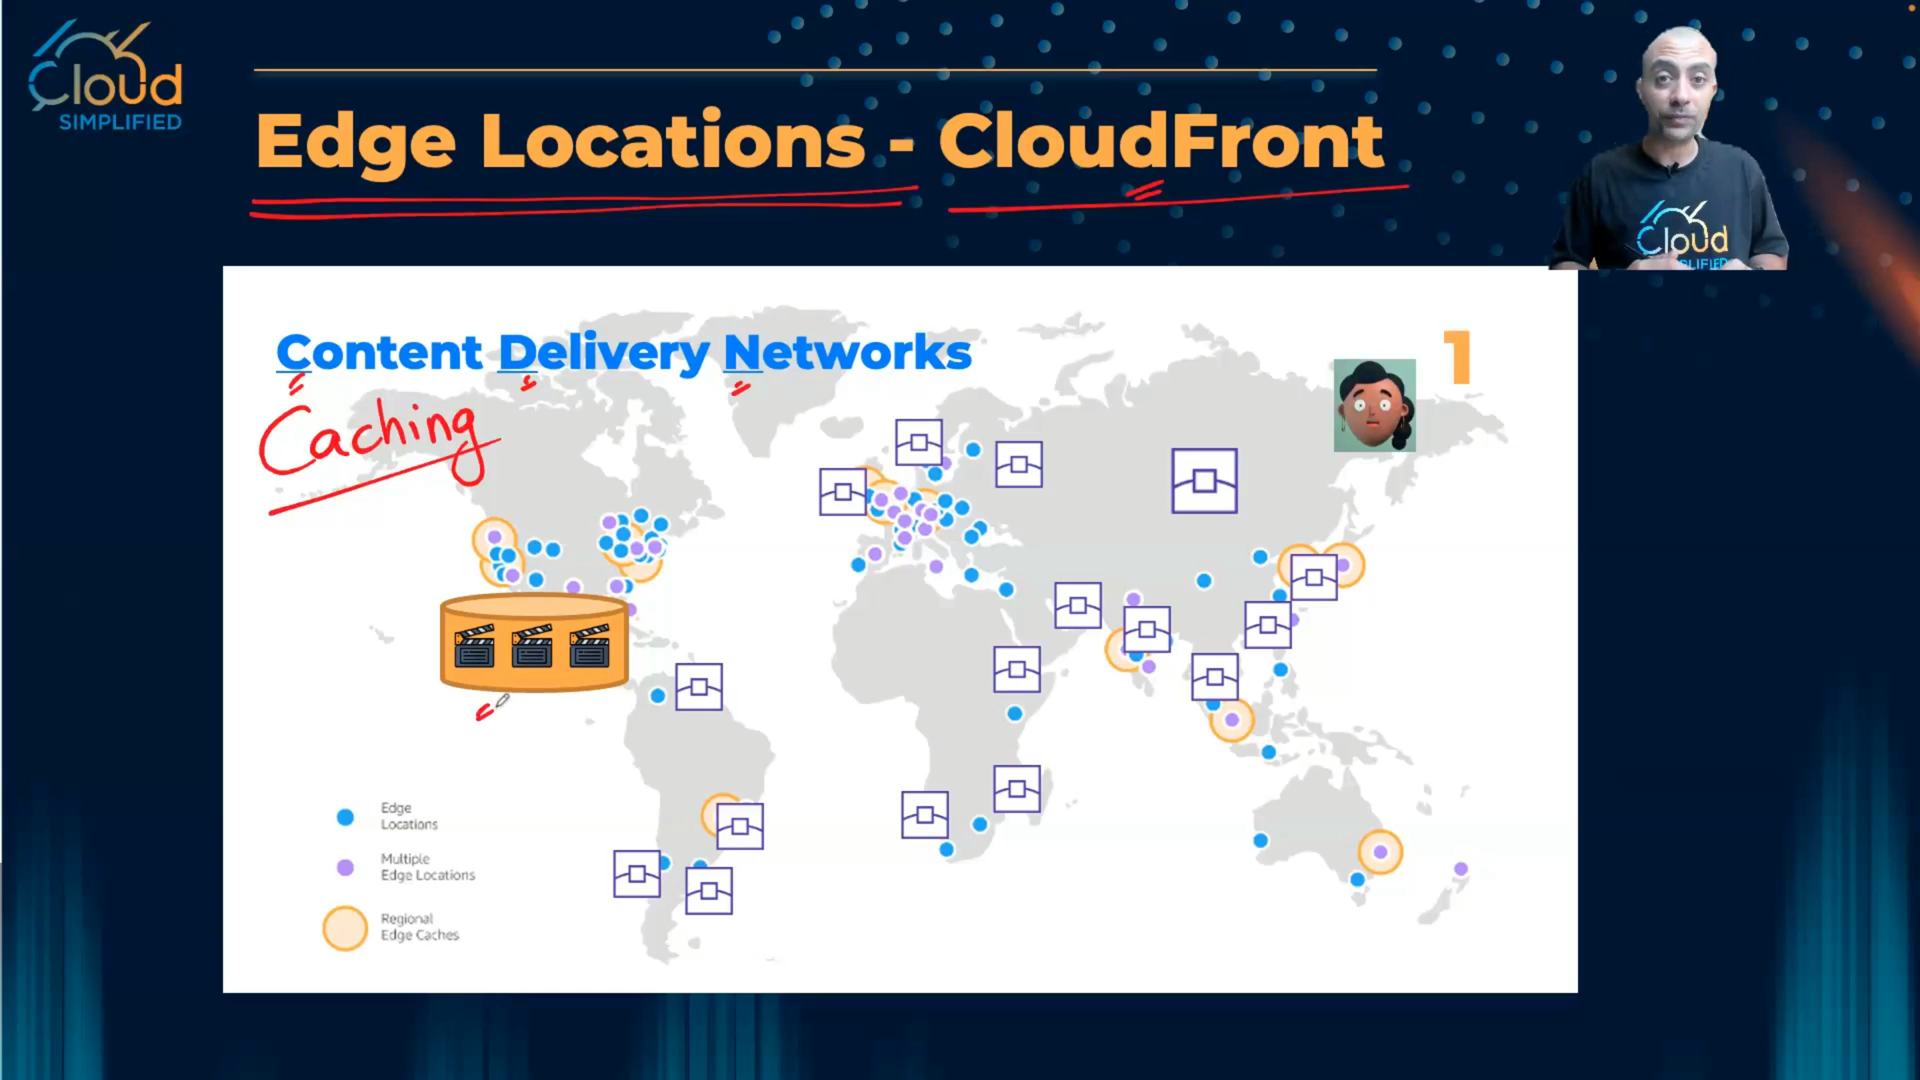 Cloud
SIMPLIFIED
Edge Locations - CloudFront
Cloud
Content Delivery Networks
1
Caching
Edge
Locations
Multiple
Edge Locations
Regional
Edge Caches